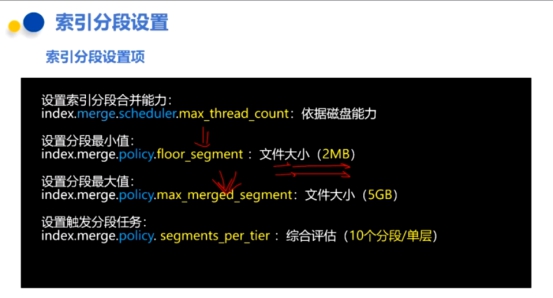 索引分段设置
索引分段设置项
设置索引分段合并能力:
index.merge.scheduler.max_thread_count:依据磁盘能力
设置分段最小值:
index.merge.policy.floor_segment :文件大小(2MB)
设置分段最大值:
index.merge.policy.max_merged_segment:文件大小(5GB)
设置触发分段任务:
index.merge.policy. segments_per_tier :综合评估(10个分段/单层)